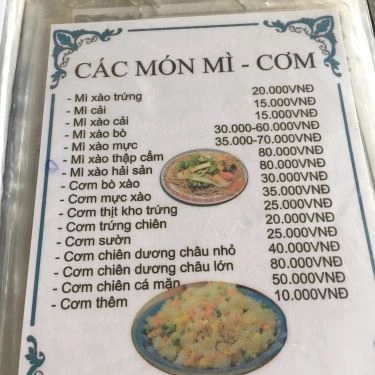 CÁC MÓN MÌ - CƠM
- Mì xào trứng 20.000VNĐ
- Mì cải 15.000VNĐ
- Mì xào cải 15.000VNĐ
- Mì xào bò 30.000-60.000VNĐ
- Mì xào mực 35.000-70.000VNĐ
- Mì xào thập cẩm 80.000VNĐ
- Mì xào hải sản 80.000VNĐ
- Cơm bò xào 30.000VNĐ
- Cơm mực xào 35.000VNĐ
- Cơm thịt kho trứng 25.000VNĐ
- Cơm trứng chiên 20.000VNĐ
- Cơm sườn 25.000VNĐ
- Cơm chiên dương châu nhỏ 40.000VNĐ
- Cơm chiên dương châu lớn 80.000VNĐ
- Cơm chiên cá mặn 50.000VNĐ
- Cơm thêm 10.000VNĐ